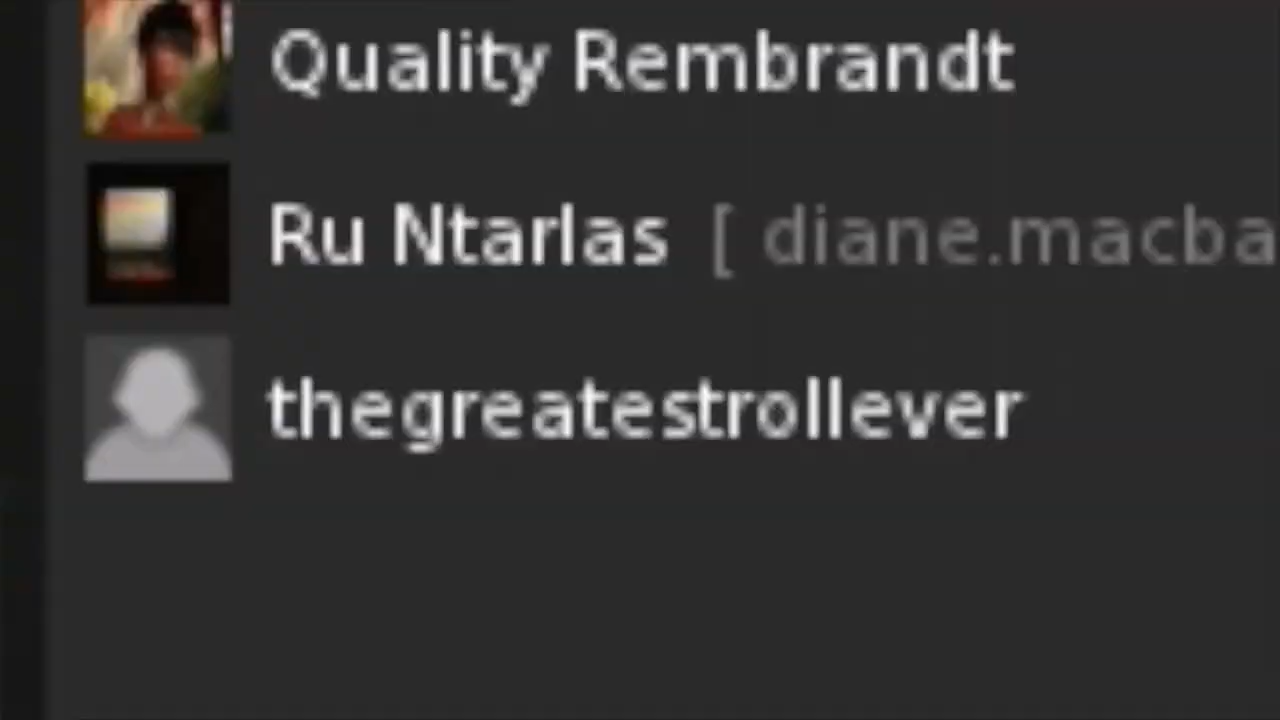 Quality Rembrandt
Ru Ntarlas [ diane.macba
thegreatestrollever